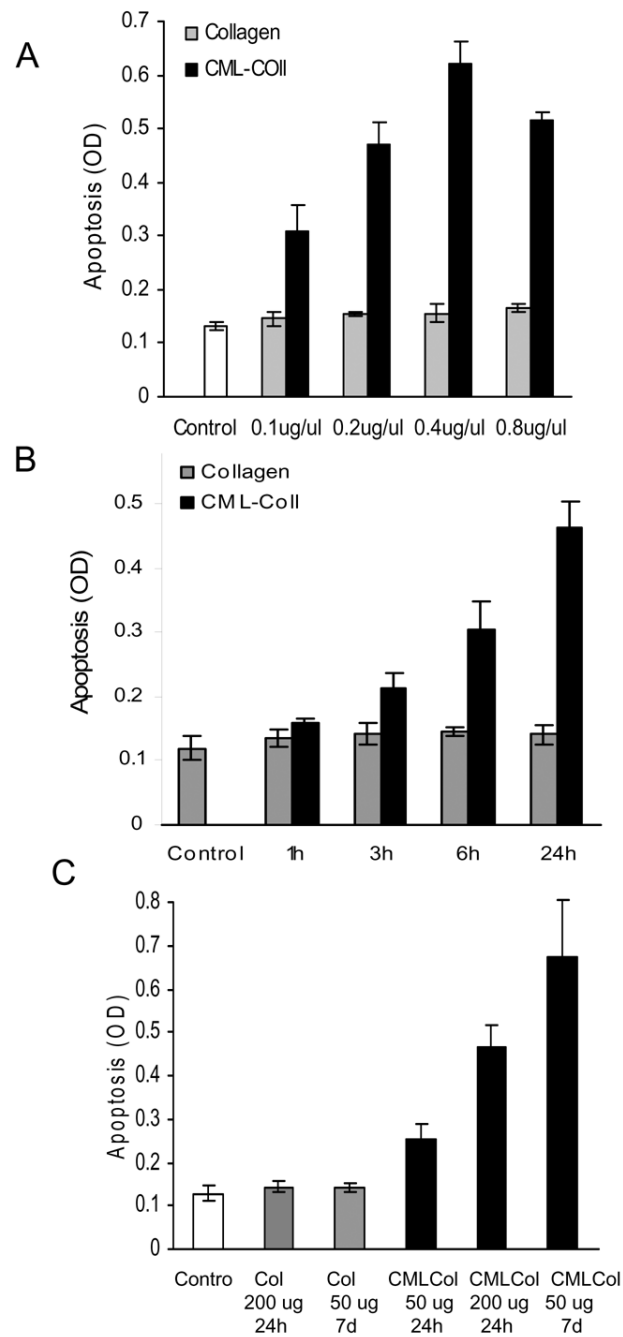 A
Collagen
CML-COll
Apoptosis (OD)
0.7
0.6
0.5
0.4
0.3
0.2
0.1
0
Control 0.1ug/ul 0.2ug/ul 0.4ug/ul 0.8ug/ul
B
Collagen
CML-Coll
Apoptosis (OD)
0.5
0.4
0.3
0.2
0.1
0
Control 1h 3h 6h 24h
C
Apoptosis (OD)
0.8
0.7
0.6
0.5
0.4
0.3
0.2
0.1
0
Contro Col Col CMLCol CMLCol CMLCol
200 ug 50 ug 50 ug 200 ug 50 ug
24h 7d 24h 24h 7d